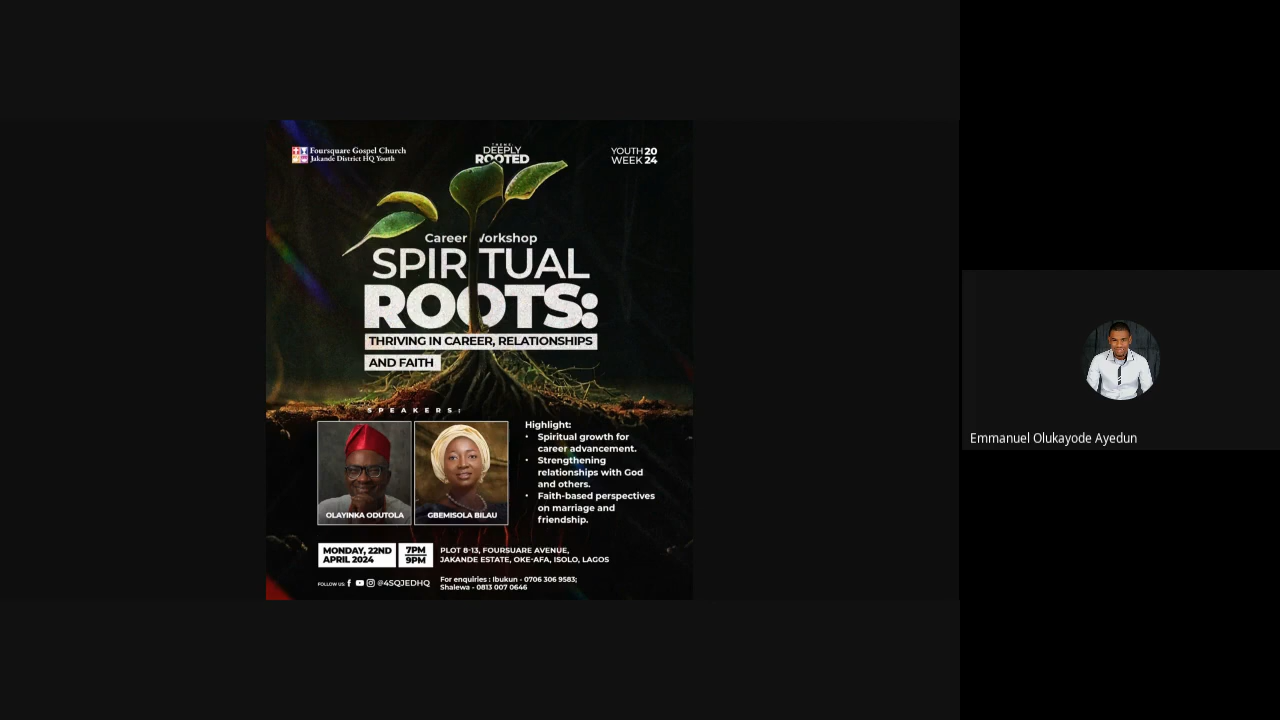 Foursquare Gospel Church
Jakande District HQ Youth
THEME:
DEEPLY
ROOTED
YOUTH 20
WEEK 24
Career Workshop
SPIRITUAL
ROOTS:
THRIVING IN CAREER, RELATIONSHIPS
AND FAITH
SPEAKERS:
OLAYINKA ODUTOLA
GBEMISOLA BILAU
Highlight:
• Spiritual growth for
career advancement.
• Strengthening
relationships with God
and others.
• Faith-based perspectives
on marriage and
friendship.
MONDAY, 22ND
APRIL 2024
7PM
9PM
PLOT 8-13, FOURSUARE AVENUE,
JAKANDE ESTATE, OKE-AFA, ISOLO, LAGOS
FOLLOW US: @4SQJEDHQ
For enquiries : Ibukun - 0706 306 9583;
Shalewa - 0813 007 0646
Emmanuel Olukayode Ayedun